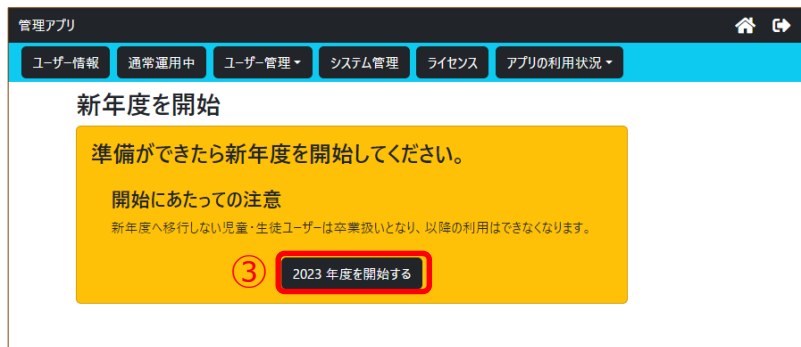 管理アプリ
ユーザー情報 通常運用中 ユーザー管理 システム管理 ライセンス アプリの利用状況
新年度を開始
準備ができたら新年度を開始してください。
開始にあたっての注意
新年度へ移行しない児童・生徒ユーザーは卒業扱いとなり、以降の利用はできなくなります。
③ 2023 年度を開始する